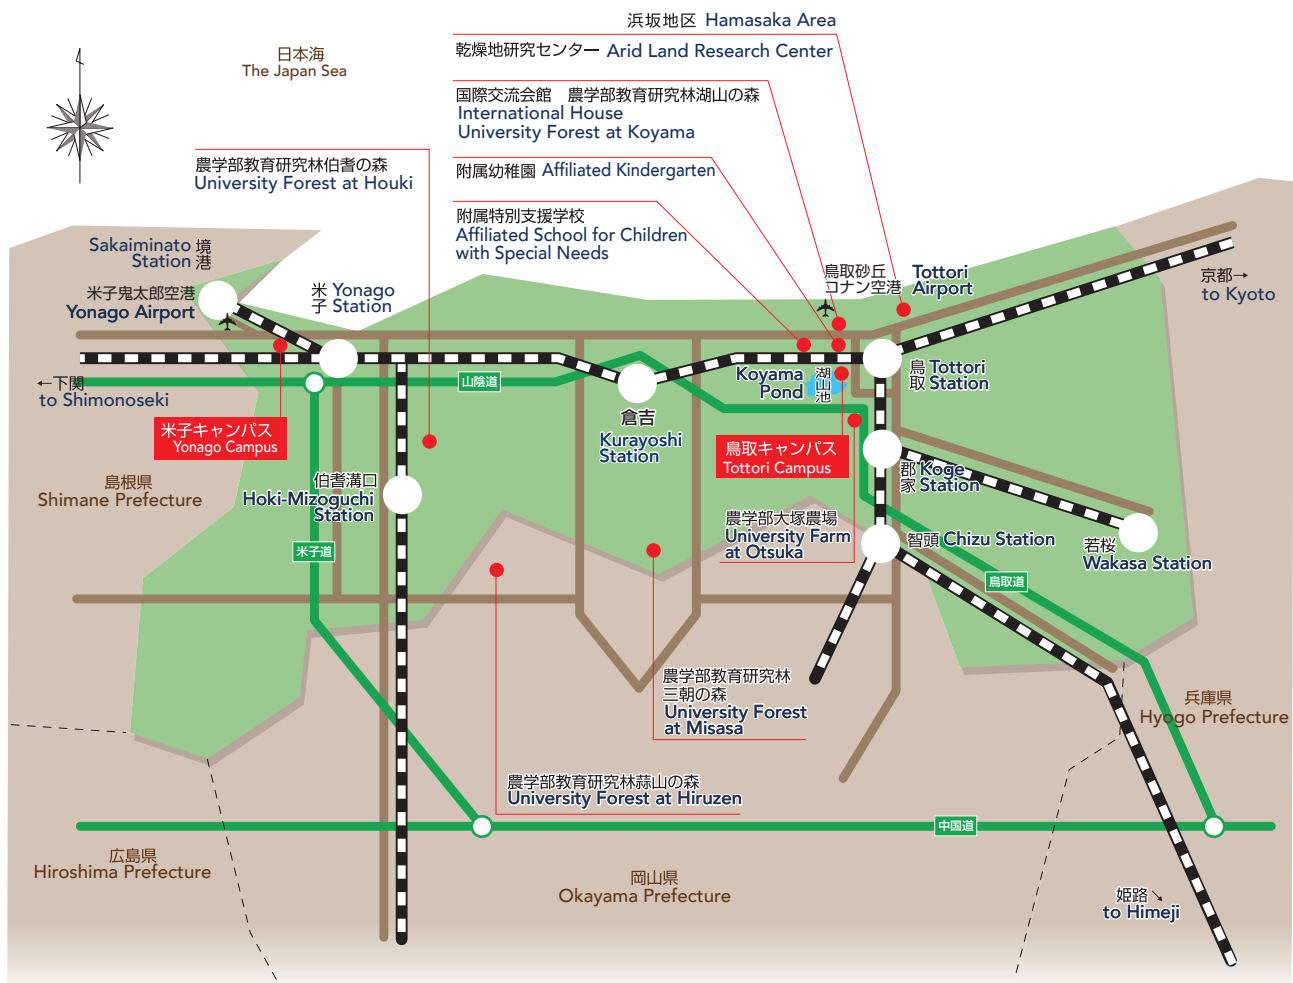 浜坂地区 Hamasaka Area
乾燥地研究センター Arid Land Research Center
国際交流会館　農学部教育研究林湖山の森
International House
University Forest at Koyama
附属幼稚園 Affiliated Kindergarten
附属特別支援学校
Affiliated School for Children
with Special Needs
日本海
The Japan Sea
農学部教育研究林伯耆の森
University Forest at Houki
Sakaiminato
Station
境港
米子鬼太郎空港
Yonago Airport
米子
Yonago
Station
鳥取砂丘
コナン空港
Tottori
Airport
京都→
to Kyoto
←下関
to Shimonoseki
山陰道
Koyama
Pond
湖山池
鳥取
Tottori
Station
米子キャンパス
Yonago Campus
倉吉
Kurayoshi
Station
鳥取キャンパス
Tottori Campus
郡家
Koge
Station
島根県
Shimane Prefecture
伯耆溝口
Hoki-Mizoguchi
Station
農学部大塚農場
University Farm
at Otsuka
智頭 Chizu Station
若桜
Wakasa Station
米子道
鳥取道
農学部教育研究林
三朝の森
University Forest
at Misasa
兵庫県
Hyogo Prefecture
農学部教育研究林蒜山の森
University Forest at Hiruzen
中国道
広島県
Hiroshima Prefecture
岡山県
Okayama Prefecture
姫路↘
to Himeji